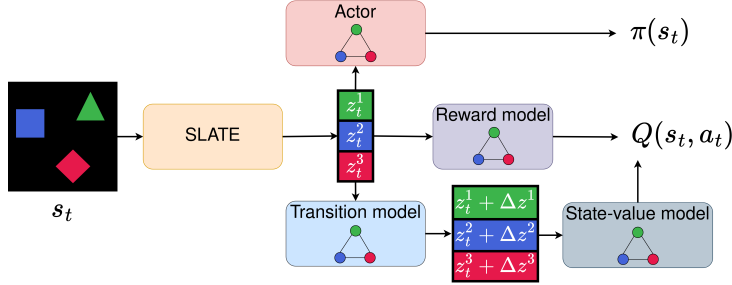 Actor
π(s_t)
SLATE
z_t^1
z_t^2
z_t^3
Reward model
Q(s_t, a_t)
s_t
Transition model
z_t^1 + Δz^1
z_t^2 + Δz^2
z_t^3 + Δz^3
State-value model